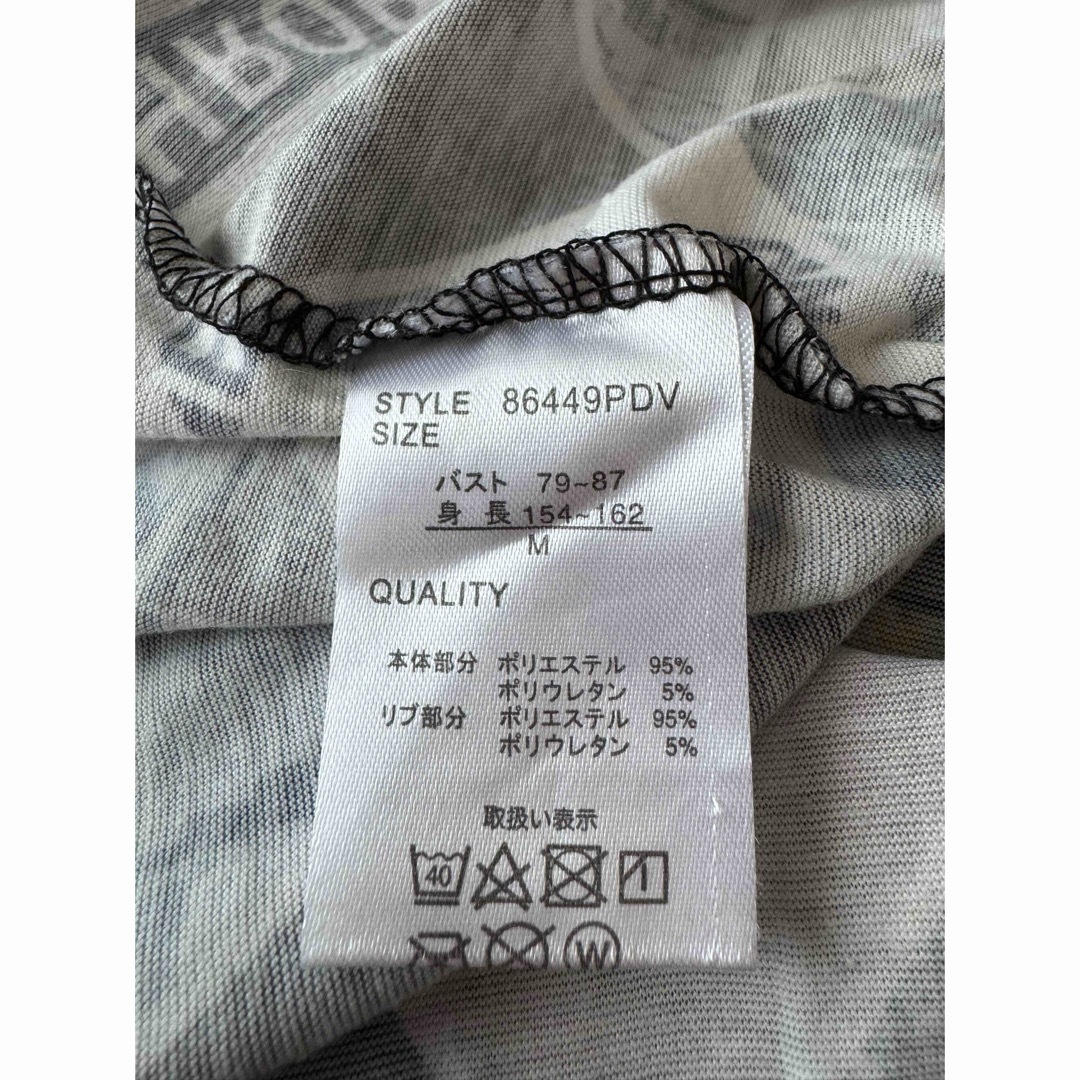 STYLE 86449PDV
SIZE
バスト 79~87
身 長 154~162
M
QUALITY
本体部分 ポリエステル 95%
ポリウレタン 5%
リブ部分 ポリエステル 95%
ポリウレタン 5%
取扱い表示
40
W